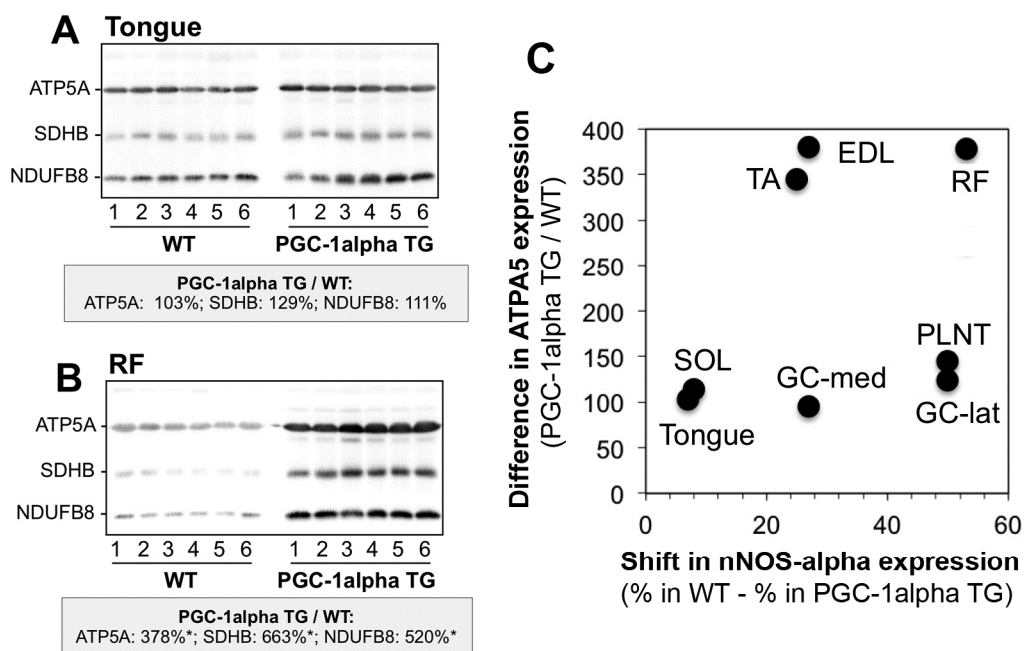 A Tongue
ATP5A
SDHB
NDUFB8
1 2 3 4 5 6 1 2 3 4 5 6
WT PGC-1alpha TG
PGC-1alpha TG / WT:
ATP5A: 103%; SDHB: 129%; NDUFB8: 111%
B RF
ATP5A
SDHB
NDUFB8
1 2 3 4 5 6 1 2 3 4 5 6
WT PGC-1alpha TG
PGC-1alpha TG / WT:
ATP5A: 378%*; SDHB: 663%*; NDUFB8: 520%*
C
Difference in ATPA5 expression
(PGC-1alpha TG / WT)
400
350
300
250
200
150
100
50
0
EDL
TA
RF
PLNT
SOL
GC-med
GC-lat
Tongue
0 20 40 60
Shift in nNOS-alpha expression
(% in WT - % in PGC-1alpha TG)